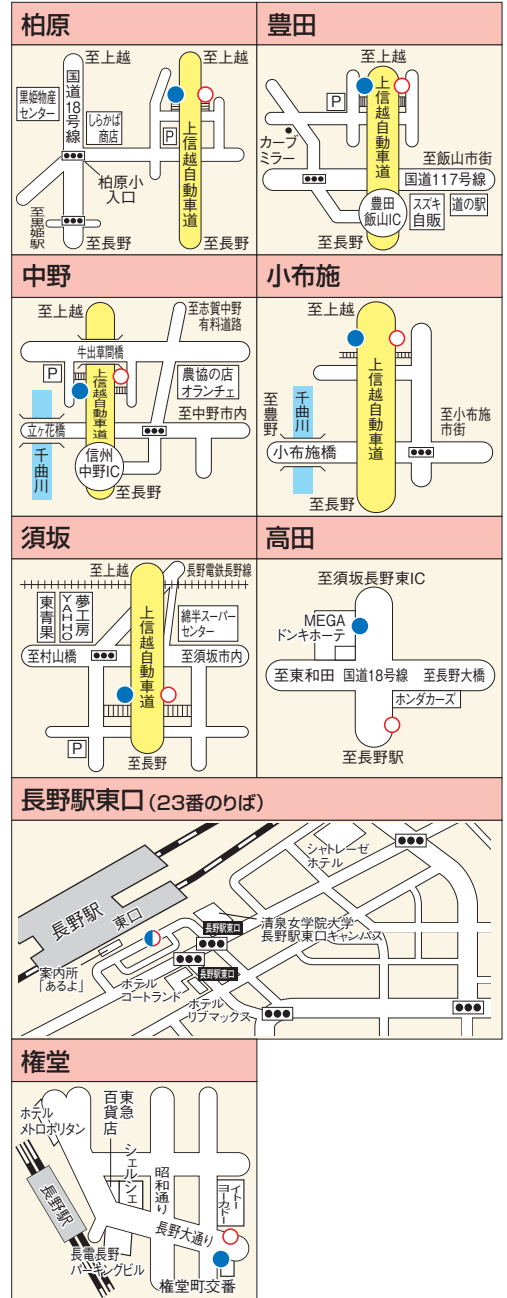 柏原
至上越
至上越
国道18号線
黒姫物産
センター
しらかば
商店
P
上信越自動車道
柏原小
入口
至黒姫駅
至長野
至長野
豊田
至上越
P
上信越自動車道
カーブ
ミラー
至飯山市街
国道117号線
豊田
飯山IC
スズキ
自販
道の駅
至長野
中野
至上越
至志賀中野
有料道路
牛出草間橋
P
上信越自動車道
農協の店
オランチェ
至中野市内
立ヶ花橋
千曲川
信州
中野IC
至長野
小布施
至上越
上信越自動車道
至豊野
千曲川
至小布施
市街
小布施橋
至長野
須坂
至上越
長野電鉄長野線
東青果
YAHHO
夢工房
上信越自動車道
綿半スーパー
センター
至村山橋
至須坂市内
P
至長野
高田
至須坂長野東IC
MEGA
ドンキホーテ
至東和田
国道18号線
至長野大橋
ホンダカーズ
至長野駅
長野駅東口(23番のりば)
シャトレーゼ
ホテル
長野駅
東口
長野駅東口
清泉女学院大学
長野駅東口キャンパス
案内所
「あるよ」
ホテル
コートランド
長野駅東口
ホテル
リブマックス
権堂
ホテル
メトロポリタン
東急
百貨店
シェルシェ
昭和通り
イトー
ヨーカドー
長野駅
長野大通り
長電長野
パーキングビル
権堂町交番